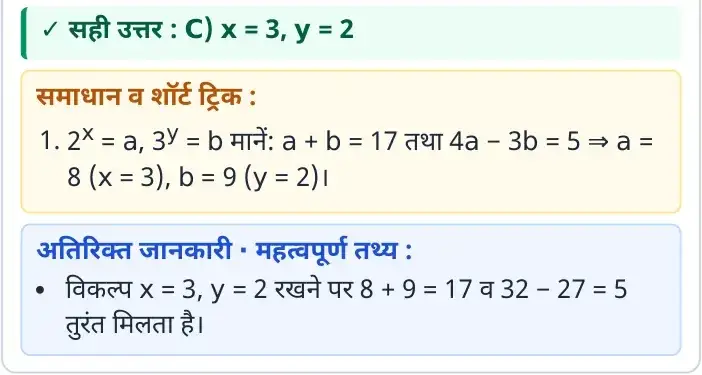 ✓ सही उत्तर : C) x = 3, y = 2
समाधान व शॉर्ट ट्रिक :
1. 2ˣ = a, 3ʸ = b मानें: a + b = 17 तथा 4a − 3b = 5 ⇒ a =
8 (x = 3), b = 9 (y = 2)।
अतिरिक्त जानकारी · महत्वपूर्ण तथ्य :
• विकल्प x = 3, y = 2 रखने पर 8 + 9 = 17 व 32 − 27 = 5
तुरंत मिलता है।